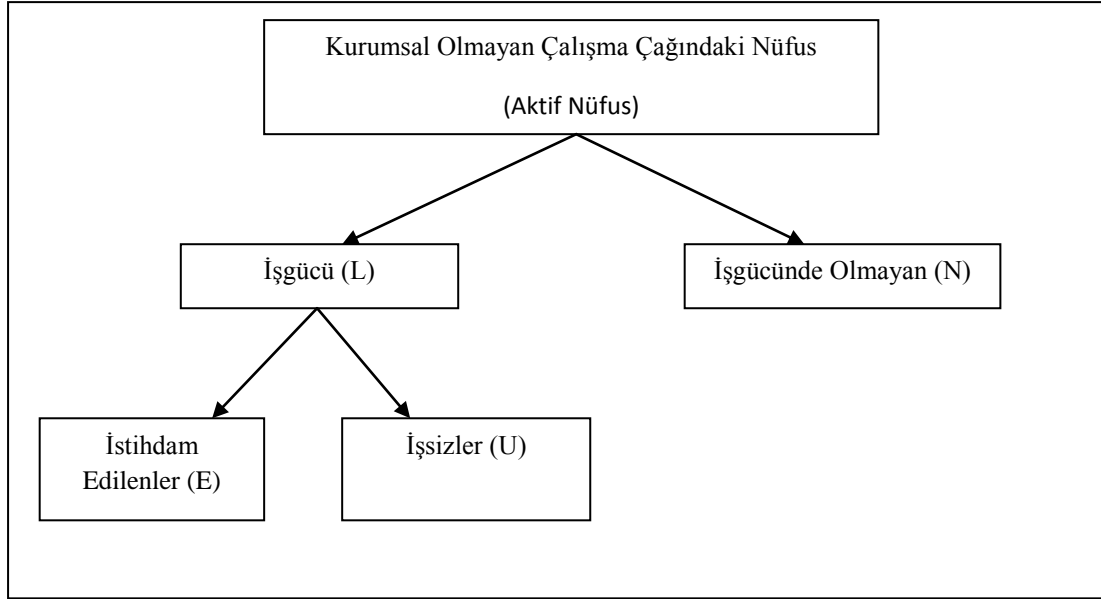 Kurumsal Olmayan Çalışma Çağındaki Nüfus
(Aktif Nüfus)
İşgücü (L)
İşgücünde Olmayan (N)
İstihdam
Edilenler (E)
İşsizler (U)